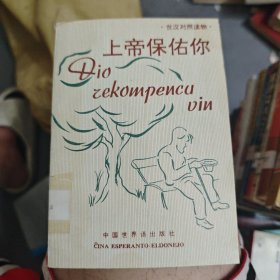 ·世汉对照读物·
上帝保佑你
Dio
rekompencu
vin
中国世界语出版社
ĈINA ESPERANTO-ELDONEJO